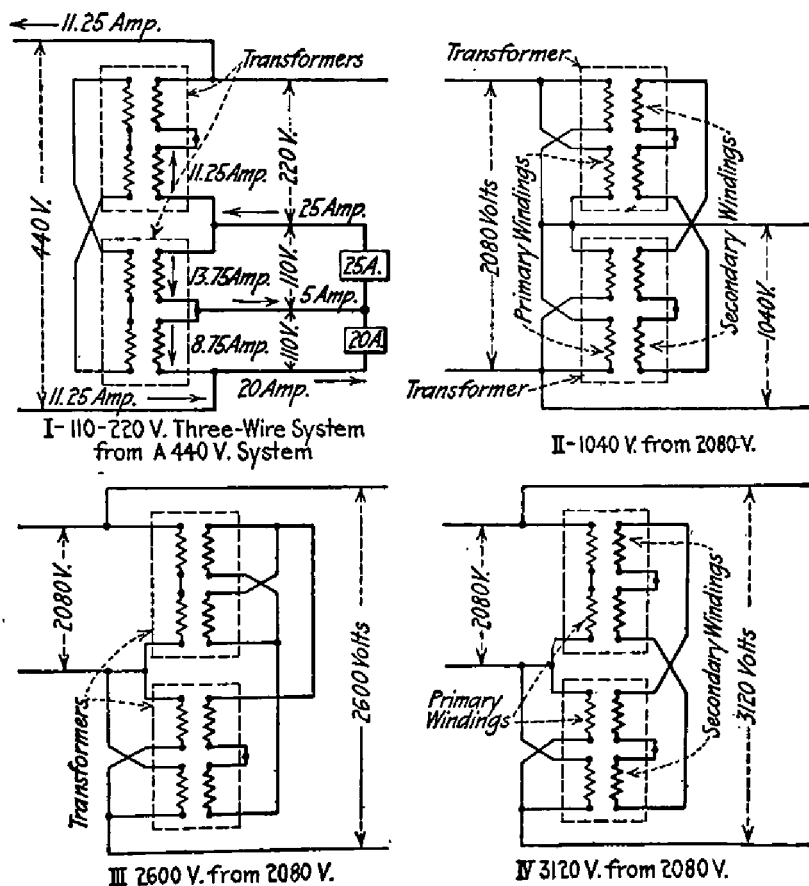 11.25 Amp.
Transformers
440 V.
11.25 Amp.
220 V.
25 Amp.
13.75 Amp.
110 V.
25A.
5 Amp.
8.75 Amp.
110 V.
20A.
20 Amp.
11.25 Amp.
I-110-220 V. Three-Wire System
from A 440 V. System
Transformer
2080 Volts
Primary Windings
Secondary Windings
1040V.
Transformer
II-1040 V. from 2080 V.
2080 V.
Transformers
2600 Volts
III 2600 V. from 2080 V.
2080 V.
Primary
Windings
Secondary Windings
3120 Volts
IV 3120 V. from 2080 V.